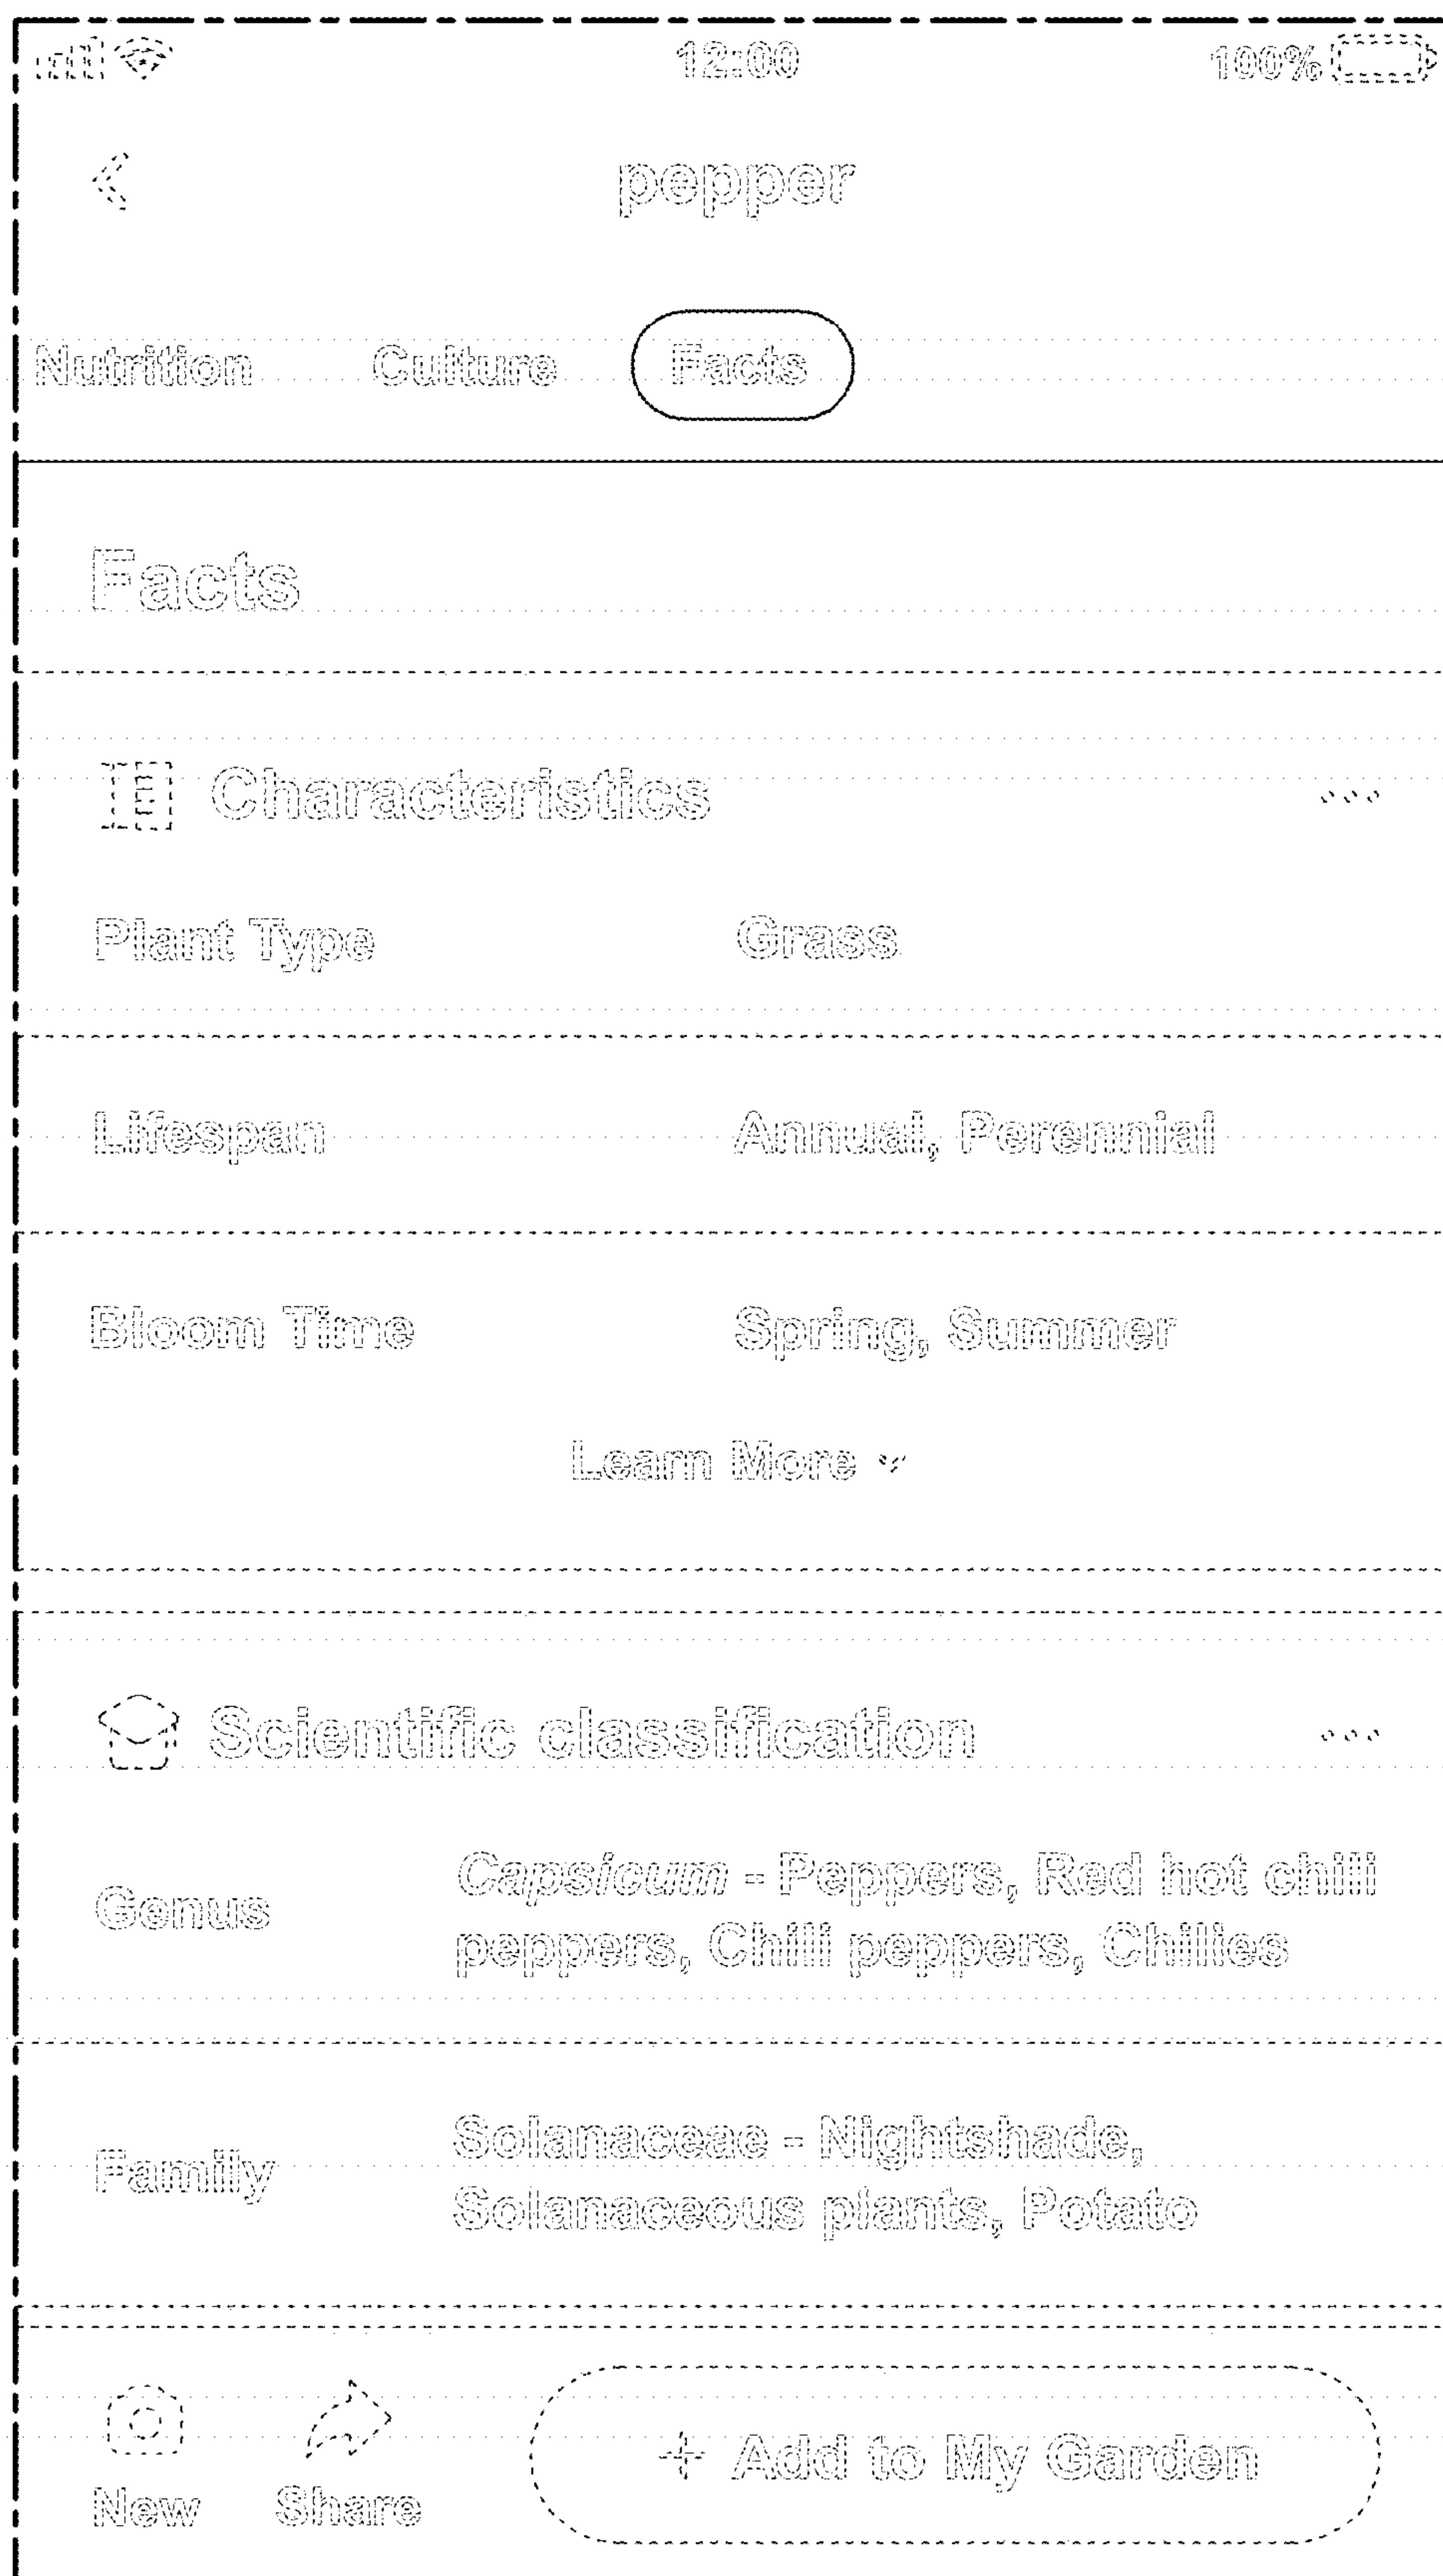 12:00 100%
pepper
Nutrition Culture Facts
Facts
Characteristics
Plant Type Grass
Lifespan Annual, Perennial
Bloom Time Spring, Summer
Learn More
Scientific classification
Genus Capsicum - Peppers, Red hot chili
peppers, Chili peppers, Chilies
Family Solanaceae - Nightshade,
Solanaceous plants, Potato
+ Add to My Garden
New Share